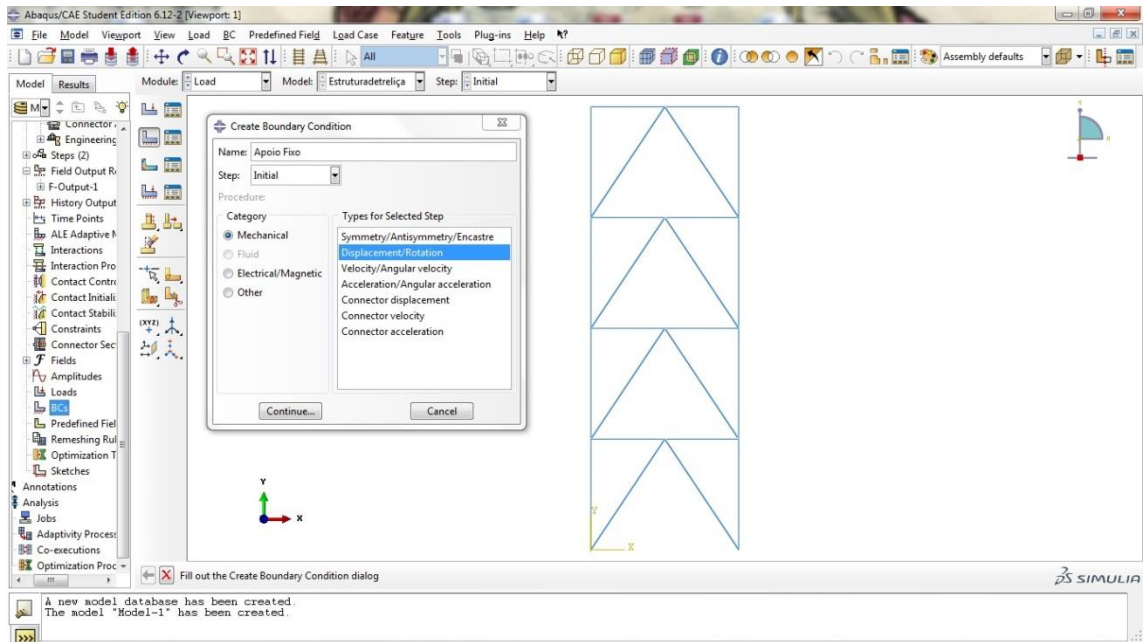 Abaqus/CAE Student Edition 6.12-2 [Viewport: 1]
File Model Viewport View Load BC Predefined Field Load Case Feature Tools Plug-ins Help
All
Assembly defaults
Model Results
Module: Load Model: Estruturadetreliça Step: Initial
Connector
Engineering
Steps (2)
Field Output R
F-Output-1
History Output
Time Points
ALE Adaptive
Interactions
Interaction Pro
Contact Contr
Contact Initiali
Contact Stabili
Constraints
Connector Sec
Fields
Amplitudes
Loads
BCs
Predefined Fiel
Remeshing Rul
Optimization T
Sketches
Annotations
Analysis
Jobs
Adaptivity Proces
Co-executions
Optimization Proc
(XYZ)
Create Boundary Condition
Name: Apoio Fixo
Step: Initial
Procedure:
Category
Mechanical
Fluid
Electrical/Magnetic
Other
Types for Selected Step
Symmetry/Antisymmetry/Encastre
Displacement/Rotation
Velocity/Angular velocity
Acceleration/Angular acceleration
Connector displacement
Connector velocity
Connector acceleration
Continue...
Cancel
Y
X
Y
X
Y
X
Fill out the Create Boundary Condition dialog
SIMULIA
A new model database has been created.
The model "Model-1" has been created.
>>>